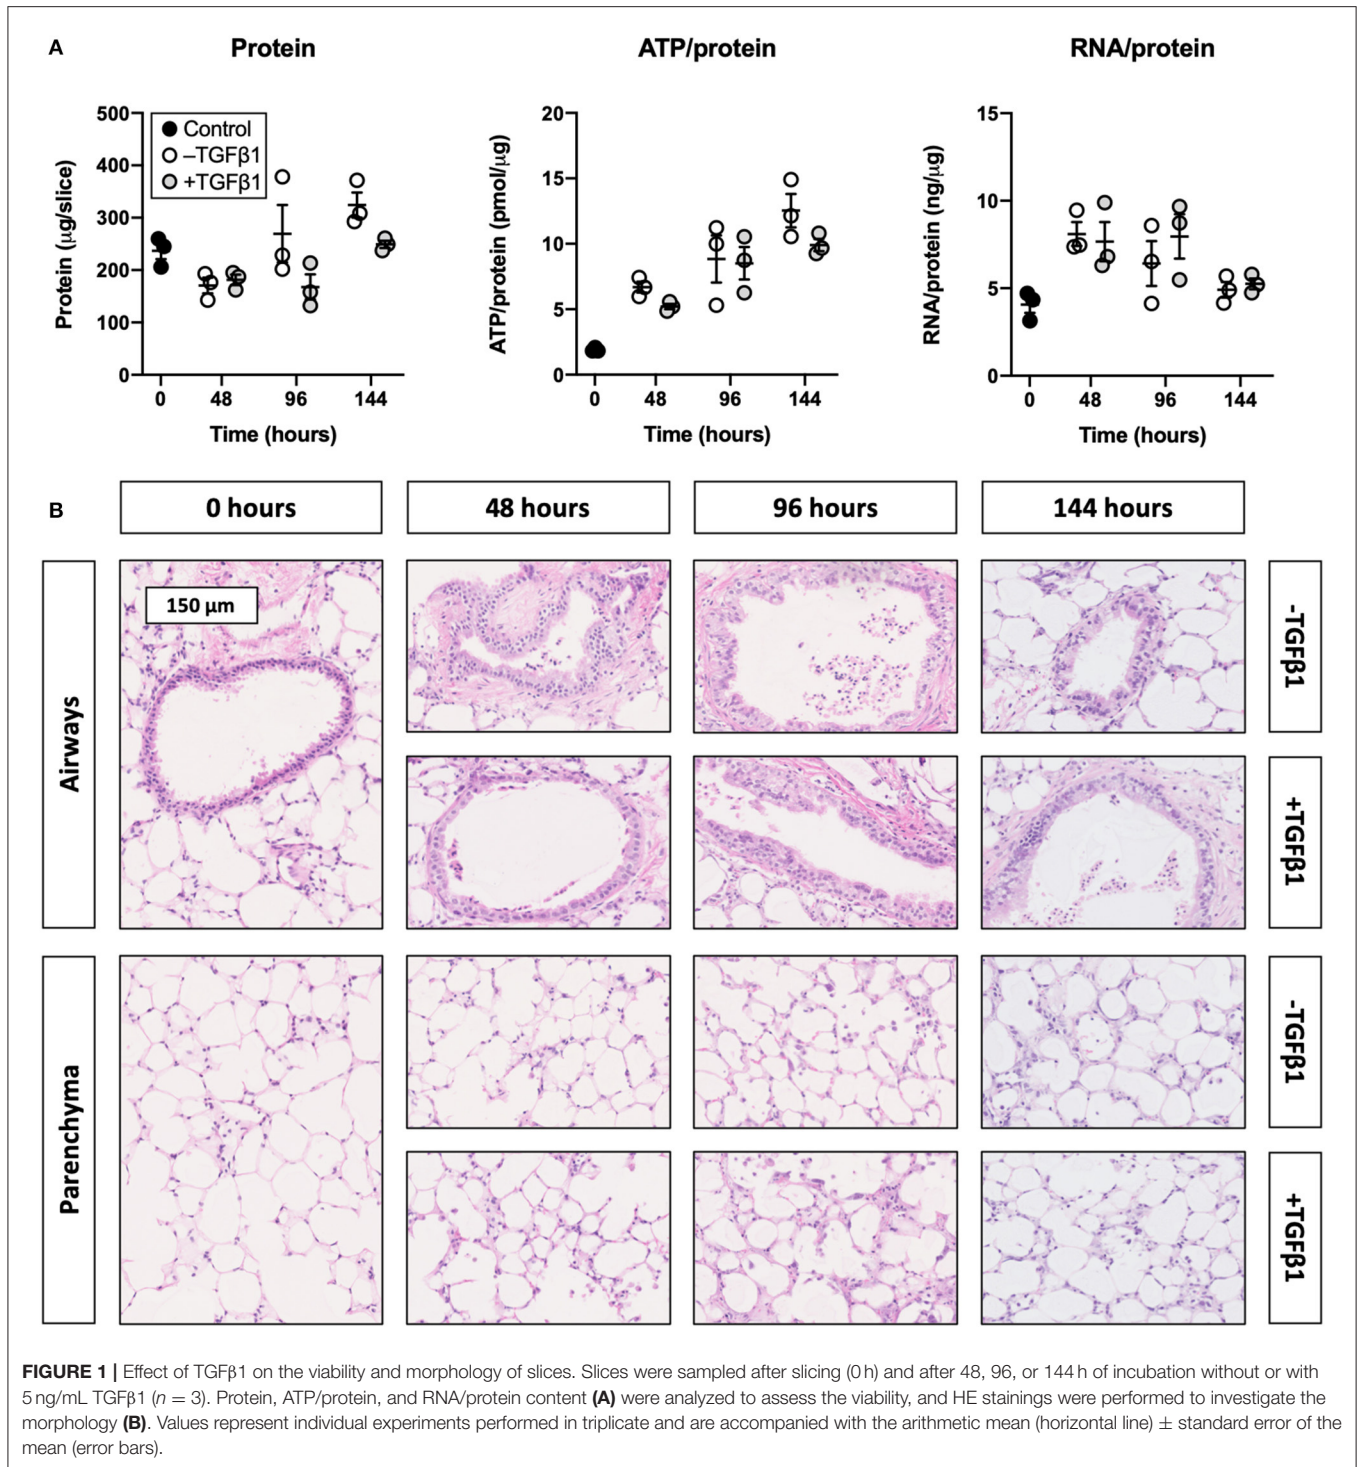 A
Protein
ATP/protein
RNA/protein
Protein (μg/slice)
500
400
300
200
100
0
Control
–TGFβ1
+TGFβ1
0
48
96
144
Time (hours)
ATP/protein (pmol/μg)
20
15
10
5
0
0
48
96
144
Time (hours)
RNA/protein (ng/μg)
15
10
5
0
0
48
96
144
Time (hours)
B
0 hours
48 hours
96 hours
144 hours
Airways
150 μm
-TGFβ1
+TGFβ1
Parenchyma
-TGFβ1
+TGFβ1
FIGURE 1 | Effect of TGFβ1 on the viability and morphology of slices. Slices were sampled after slicing (0 h) and after 48, 96, or 144 h of incubation without or with
5 ng/mL TGFβ1 (n = 3). Protein, ATP/protein, and RNA/protein content (A) were analyzed to assess the viability, and HE stainings were performed to investigate the
morphology (B). Values represent individual experiments performed in triplicate and are accompanied with the arithmetic mean (horizontal line) ± standard error of the
mean (error bars).